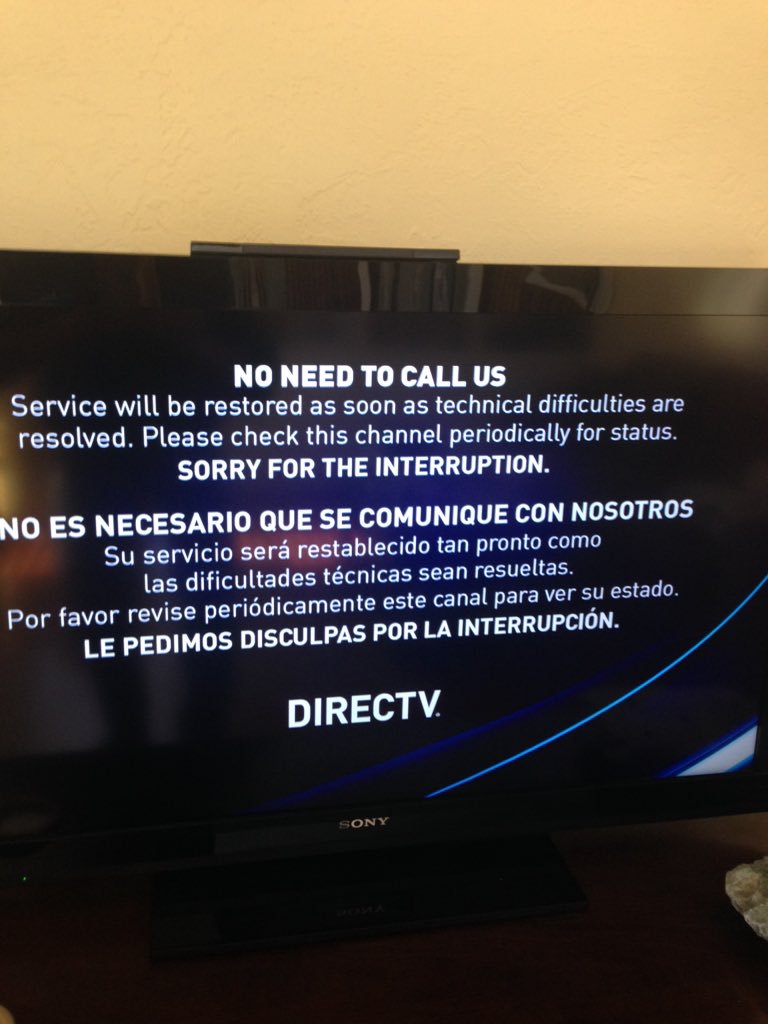 NO NEED TO CALL US
Service will be restored as soon as technical difficulties are
resolved. Please check this channel periodically for status.
SORRY FOR THE INTERRUPTION.
NO ES NECESARIO QUE SE COMUNIQUE CON NOSOTROS
Su servicio será restablecido tan pronto como
las dificultades técnicas sean resueltas.
Por favor revise periódicamente este canal para ver su estado.
LE PEDIMOS DISCULPAS POR LA INTERRUPCIÓN.
DIRECTV
SONY